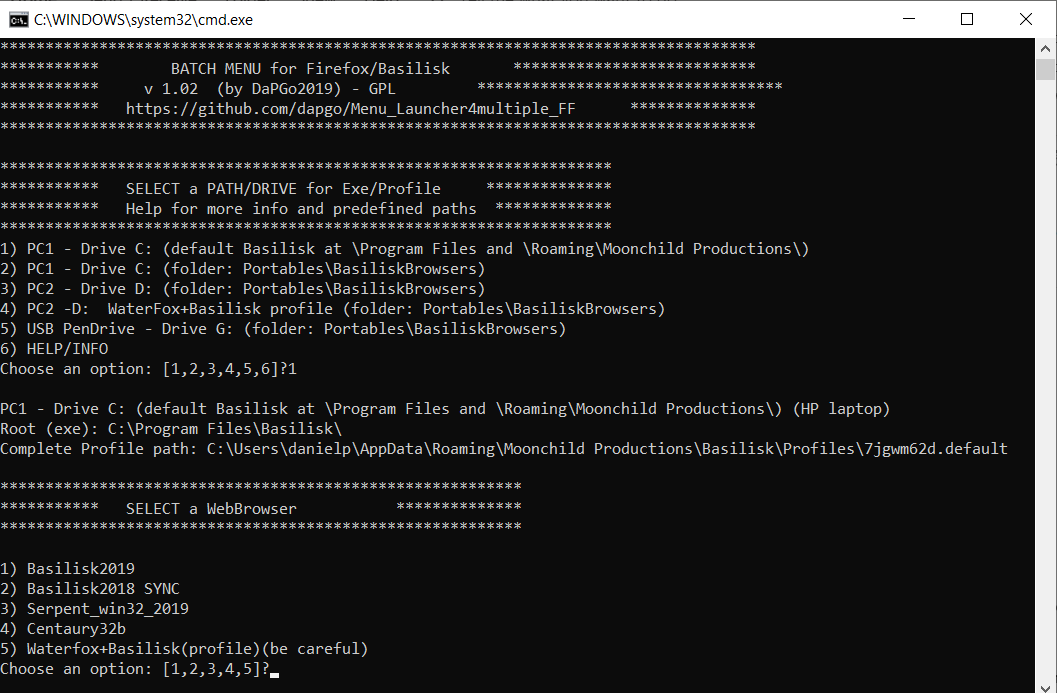 C:\WINDOWS\system32\cmd.exe
************************************************************************************
***********        BATCH MENU for Firefox/Basilisk       ***************************
***********     v 1.02  (by DaPGo2019) - GPL         **********************************
***********   https://github.com/dapgo/Menu_Launcher4multiple_FF      **************
************************************************************************************
********************************************************************
***********   SELECT a PATH/DRIVE for Exe/Profile     **************
***********   Help for more info and predefined paths  *************
********************************************************************
1) PC1 - Drive C: (default Basilisk at \Program Files and \Roaming\Moonchild Productions\)
2) PC1 - Drive C: (folder: Portables\BasiliskBrowsers)
3) PC2 - Drive D: (folder: Portables\BasiliskBrowsers)
4) PC2 -D:  WaterFox+Basilisk profile (folder: Portables\BasiliskBrowsers)
5) USB PenDrive - Drive G: (folder: Portables\BasiliskBrowsers)
6) HELP/INFO
Choose an option: [1,2,3,4,5,6]?1
PC1 - Drive C: (default Basilisk at \Program Files and \Roaming\Moonchild Productions\) (HP laptop)
Root (exe): C:\Program Files\Basilisk\
Complete Profile path: C:\Users\danielp\AppData\Roaming\Moonchild Productions\Basilisk\Profiles\7jgwm62d.default
**********************************************************
***********   SELECT a WebBrowser           **************
**********************************************************
1) Basilisk2019
2) Basilisk2018 SYNC
3) Serpent_win32_2019
4) Centaury32b
5) Waterfox+Basilisk(profile)(be careful)
Choose an option: [1,2,3,4,5]?